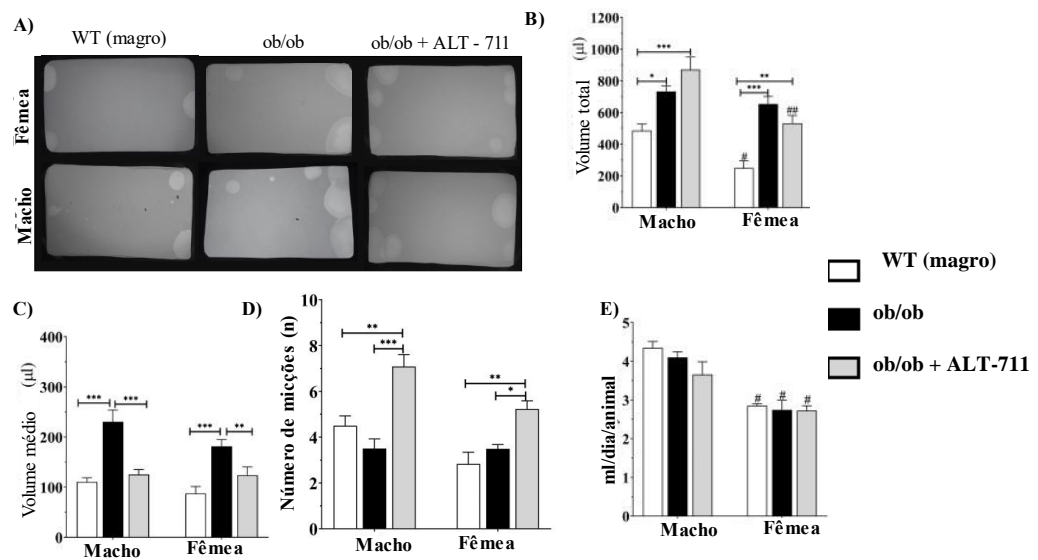 A)
WT (magro)
ob/ob
ob/ob + ALT - 711
Fêmea
Macho
B)
Volume total (µl)
1200
1000
800
600
400
200
0
***
*
**
***
#
##
Macho
Fêmea
WT (magro)
ob/ob
ob/ob + ALT-711
C)
Volume médio (µl)
400
300
200
100
0
***
***
***
**
Macho
Fêmea
D)
Número de micções (n)
10
8
6
4
2
0
**
***
**
*
Macho
Fêmea
E)
ml/dia/animal
5
4
3
2
1
0
#
#
#
Macho
Fêmea